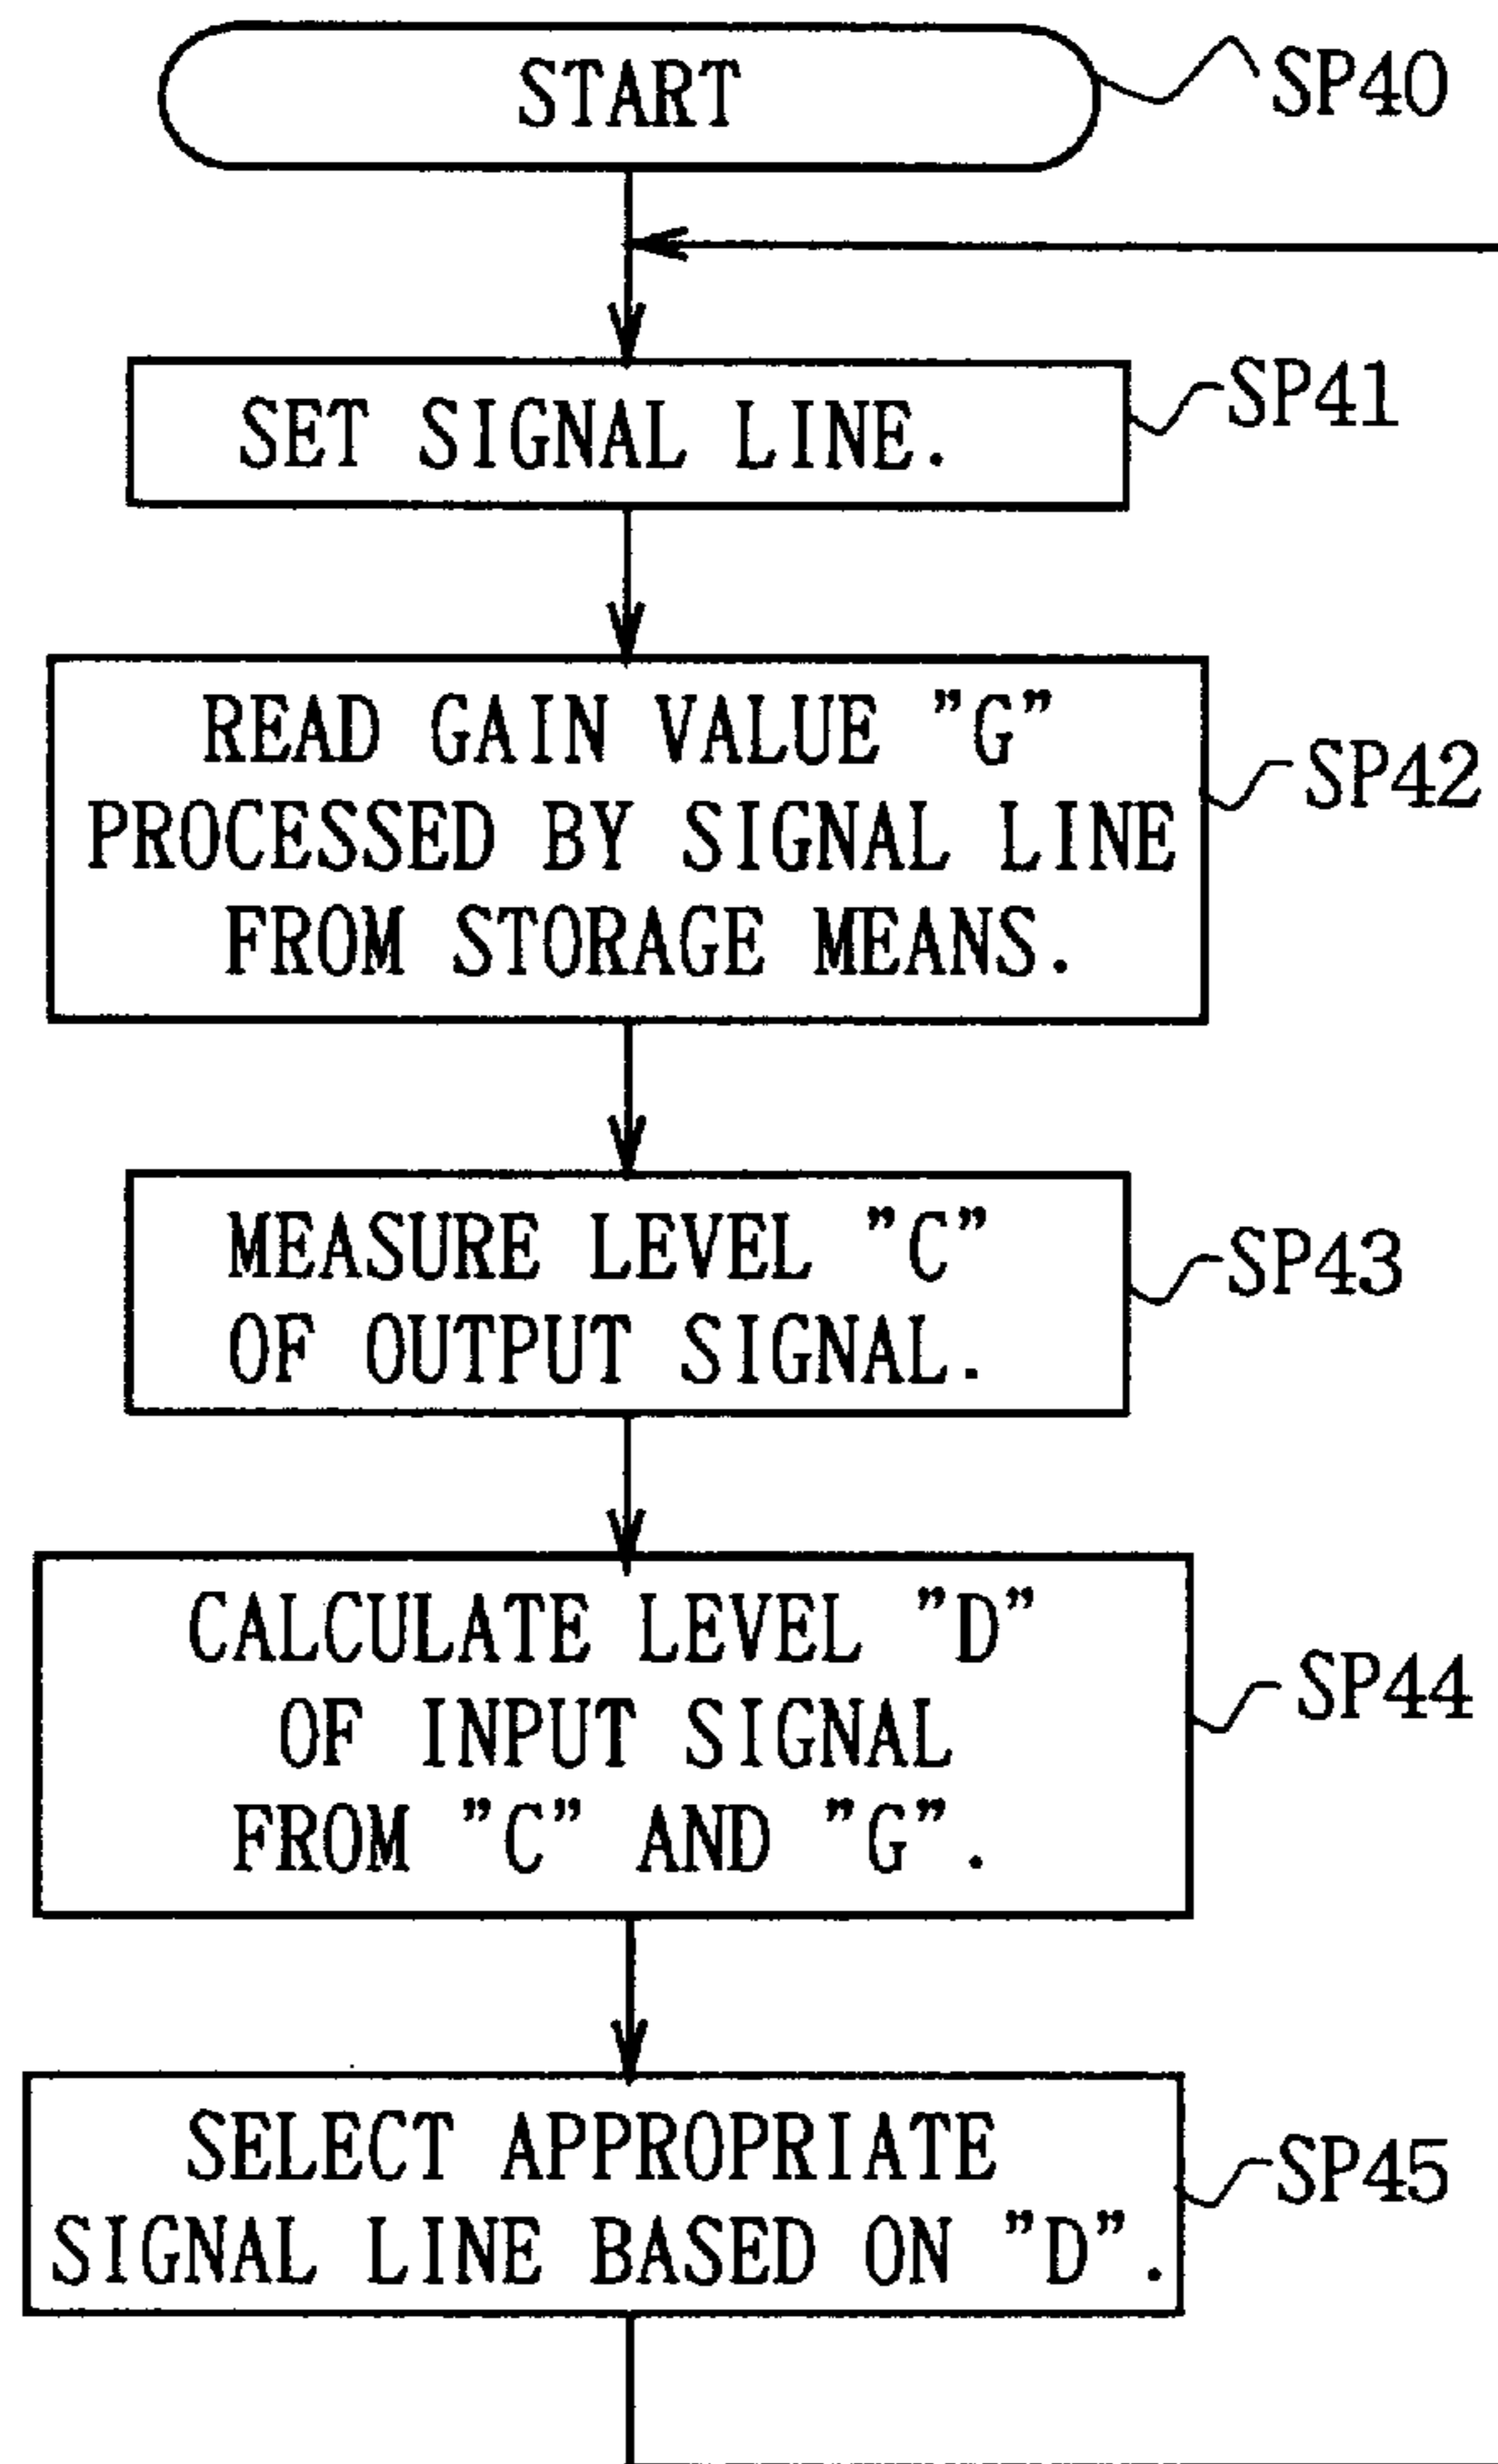 START
SP40
SET SIGNAL LINE.
SP41
READ GAIN VALUE "G"
PROCESSED BY SIGNAL LINE
FROM STORAGE MEANS.
SP42
MEASURE LEVEL "C"
OF OUTPUT SIGNAL.
SP43
CALCULATE LEVEL "D"
OF INPUT SIGNAL
FROM "C" AND "G".
SP44
SELECT APPROPRIATE
SIGNAL LINE BASED ON "D".
SP45